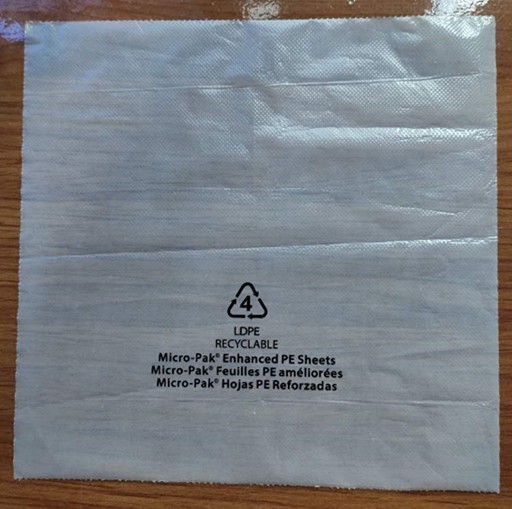 4
LDPE
RECYCLABLE
Micro-Pak® Enhanced PE Sheets
Micro-Pak® Feuilles PE améliorées
Micro-Pak® Hojas PE Reforzadas